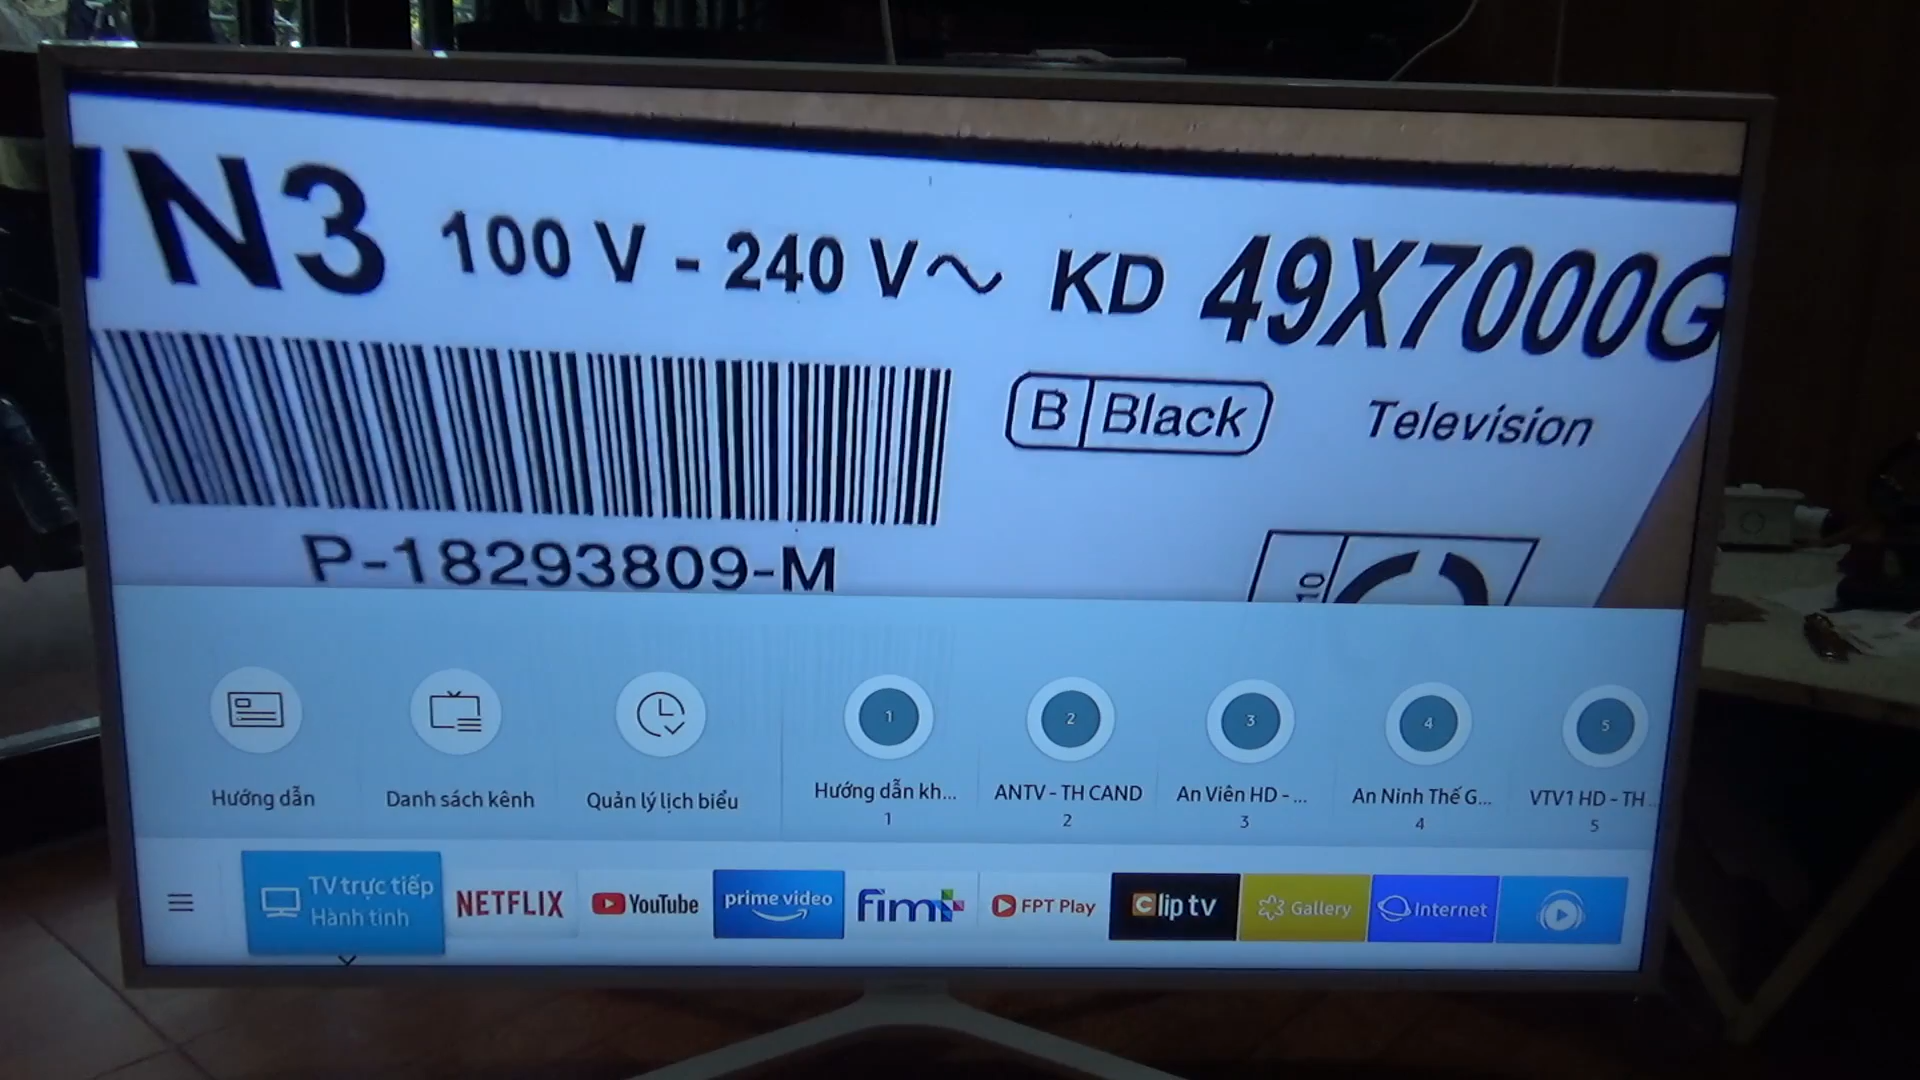 N3 100 V - 240 V~ KD 49X7000G
B Black Television
P-18293809-M
10
Hướng dẫn
Danh sách kênh
Quản lý lịch biểu
1
Hướng dẫn kh...
1
2
ANTV - TH CAND
2
3
An Viên HD - ...
3
4
An Ninh Thế G...
4
5
VTV1 HD - TH...
5
TV trực tiếp
Hành tinh
NETFLIX
YouTube
prime video
fim+
FPT Play
Clip tv
Gallery
Internet